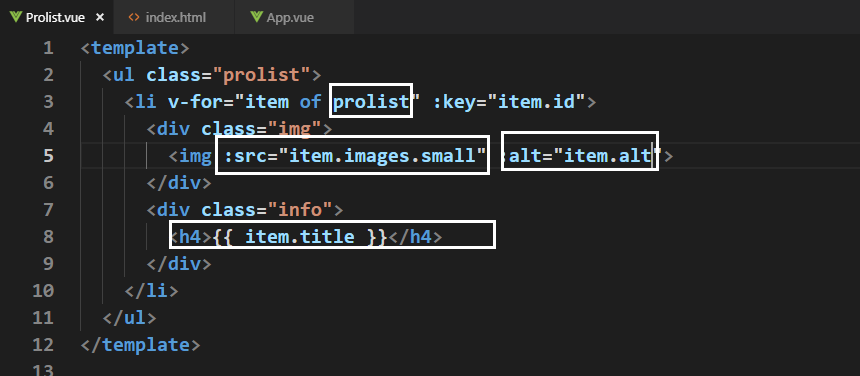 Prolist.vue × <> index.html App.vue
1 <template>
2 <ul class="prolist">
3 <li v-for="item of prolist" :key="item.id">
4 <div class="img">
5 <img :src="item.images.small" :alt="item.alt">
6 </div>
7 <div class="info">
8 <h4>{{ item.title }}</h4>
9 </div>
10 </li>
11 </ul>
12 </template>
13